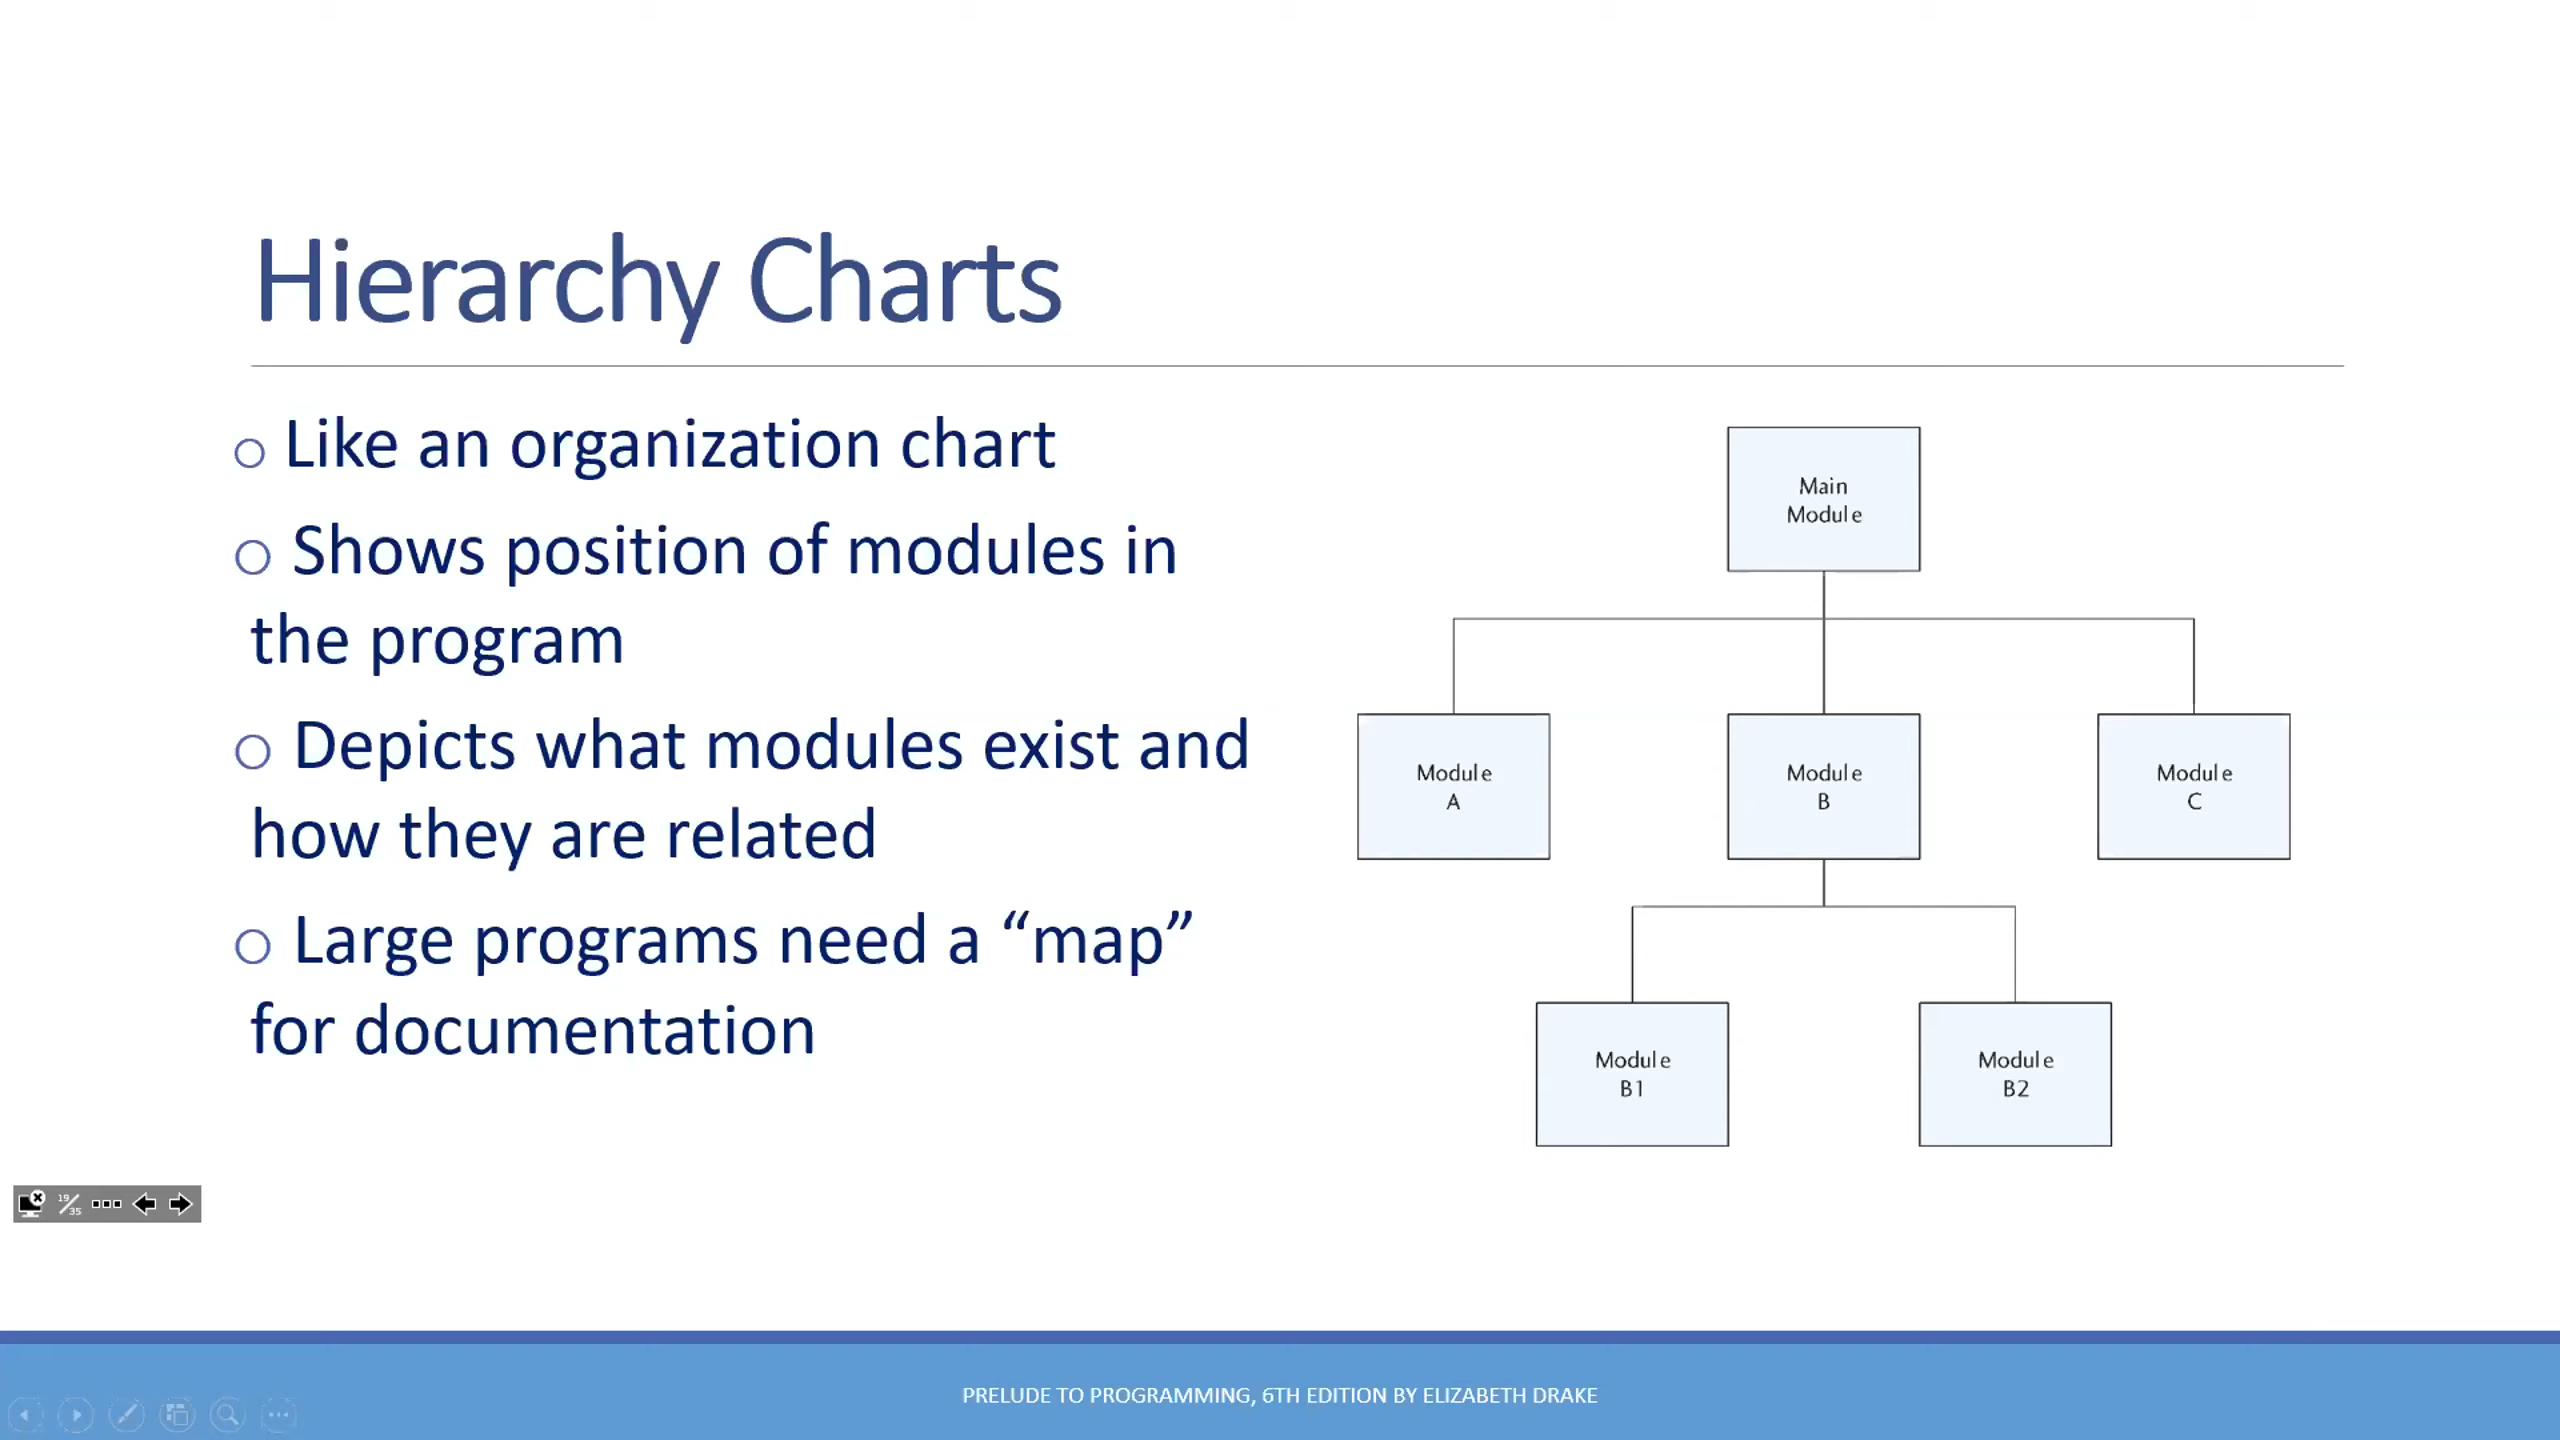 Hierarchy Charts
Like an organization chart
Shows position of modules in
the program
Depicts what modules exist and
how they are related
Large programs need a “map”
for documentation
Main
Module
Module
A
Module
B
Module
C
Module
B1
Module
B2
19/35
PRELUDE TO PROGRAMMING, 6TH EDITION BY ELIZABETH DRAKE